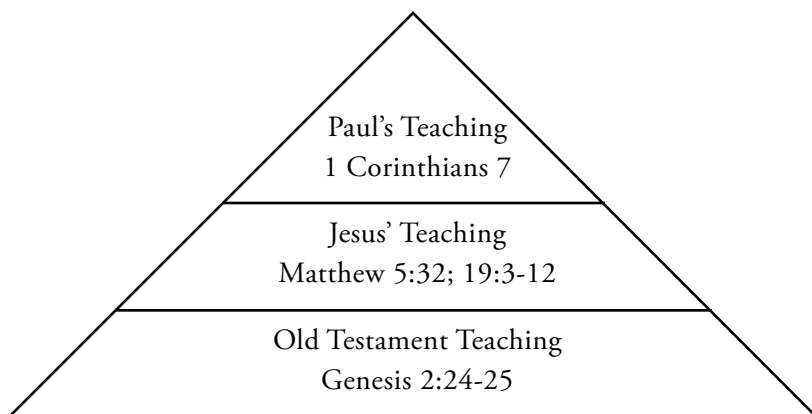 Paul’s Teaching
1 Corinthians 7
Jesus’ Teaching
Matthew 5:32; 19:3-12
Old Testament Teaching
Genesis 2:24-25